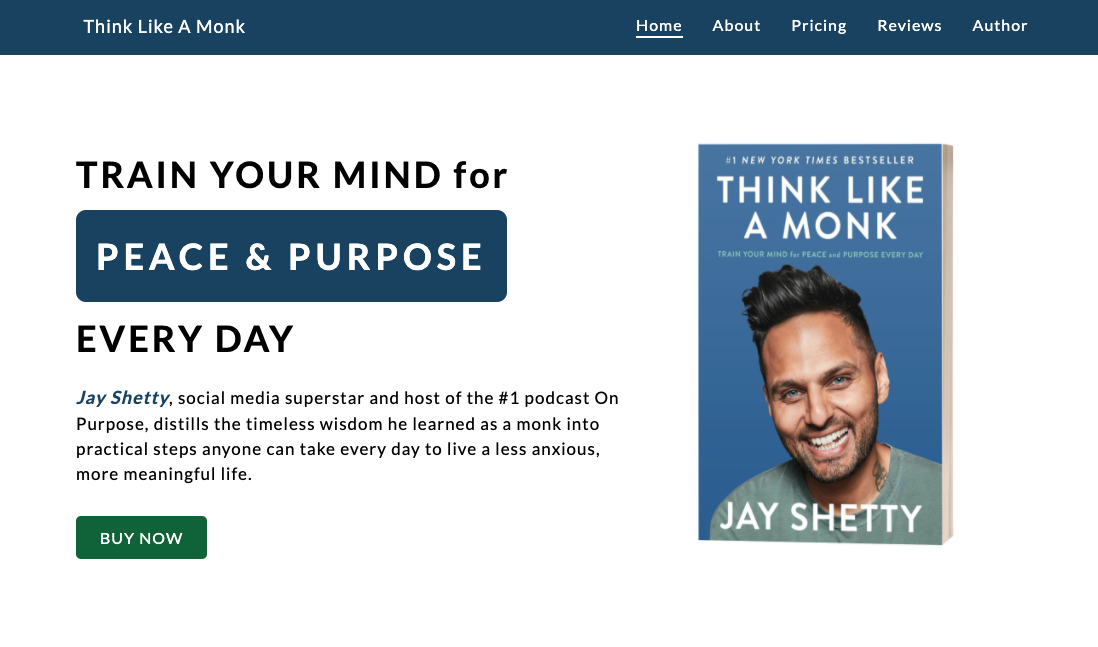 Think Like A Monk
Home About Pricing Reviews Author
TRAIN YOUR MIND for
PEACE & PURPOSE
EVERY DAY
Jay Shetty, social media superstar and host of the #1 podcast On
Purpose, distills the timeless wisdom he learned as a monk into
practical steps anyone can take every day to live a less anxious,
more meaningful life.
BUY NOW
#1 NEW YORK TIMES BESTSELLER
THINK LIKE
A MONK
TRAIN YOUR MIND for PEACE and PURPOSE EVERY DAY
JAY SHETTY